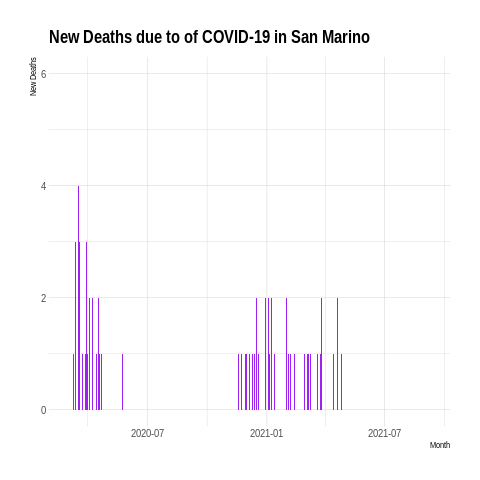 New Deaths due to of COVID-19 in San Marino
New Deaths
6
4
2
0
2020-07
2021-01
2021-07
Month